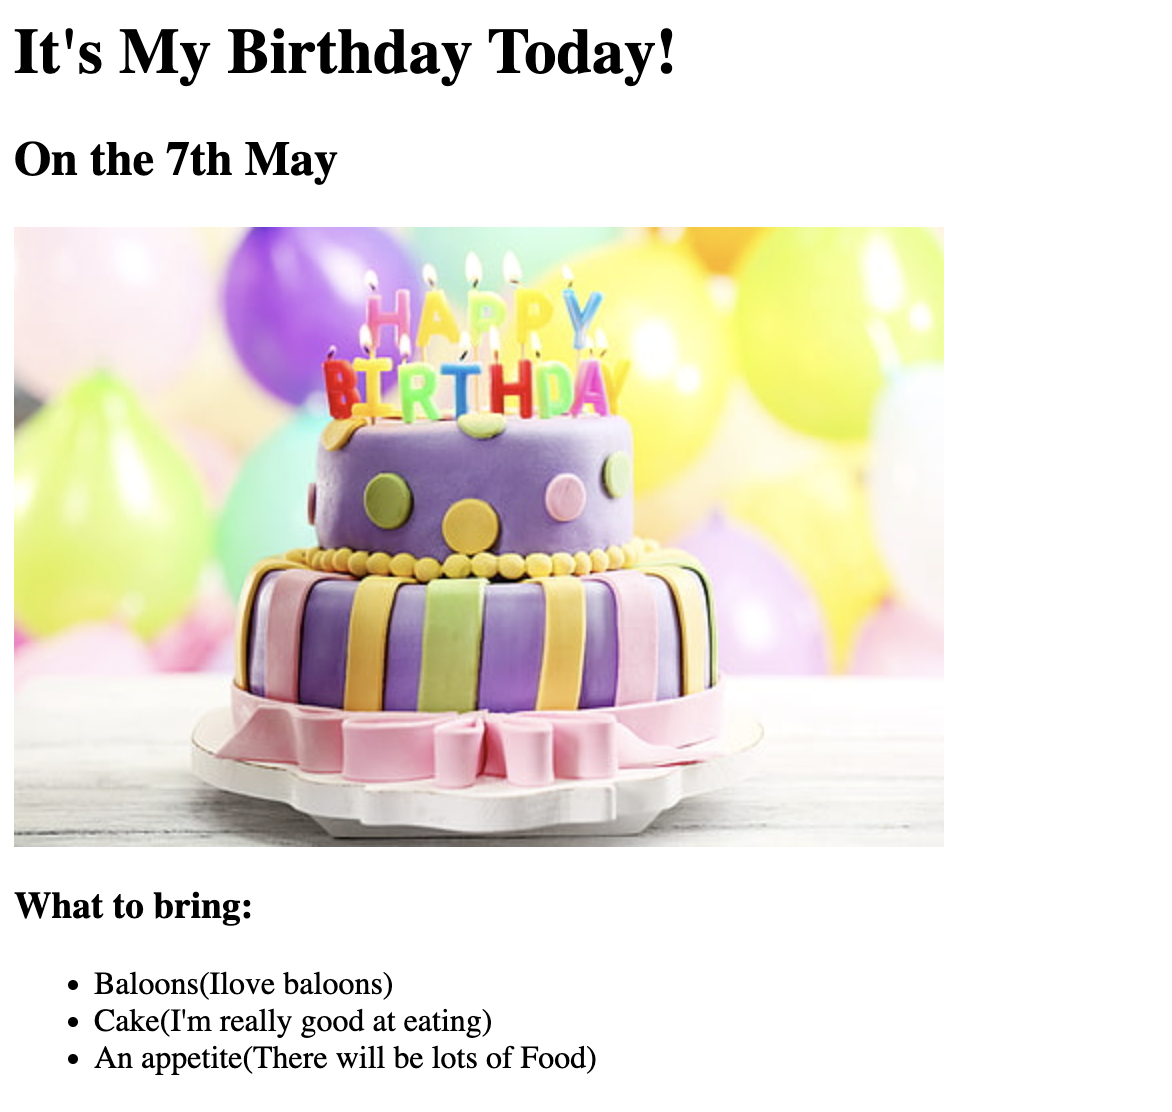 It's My Birthday Today!
On the 7th May
HAPPY
BIRTHDAY
What to bring:
Baloons(Ilove baloons)
Cake(I'm really good at eating)
An appetite(There will be lots of Food)